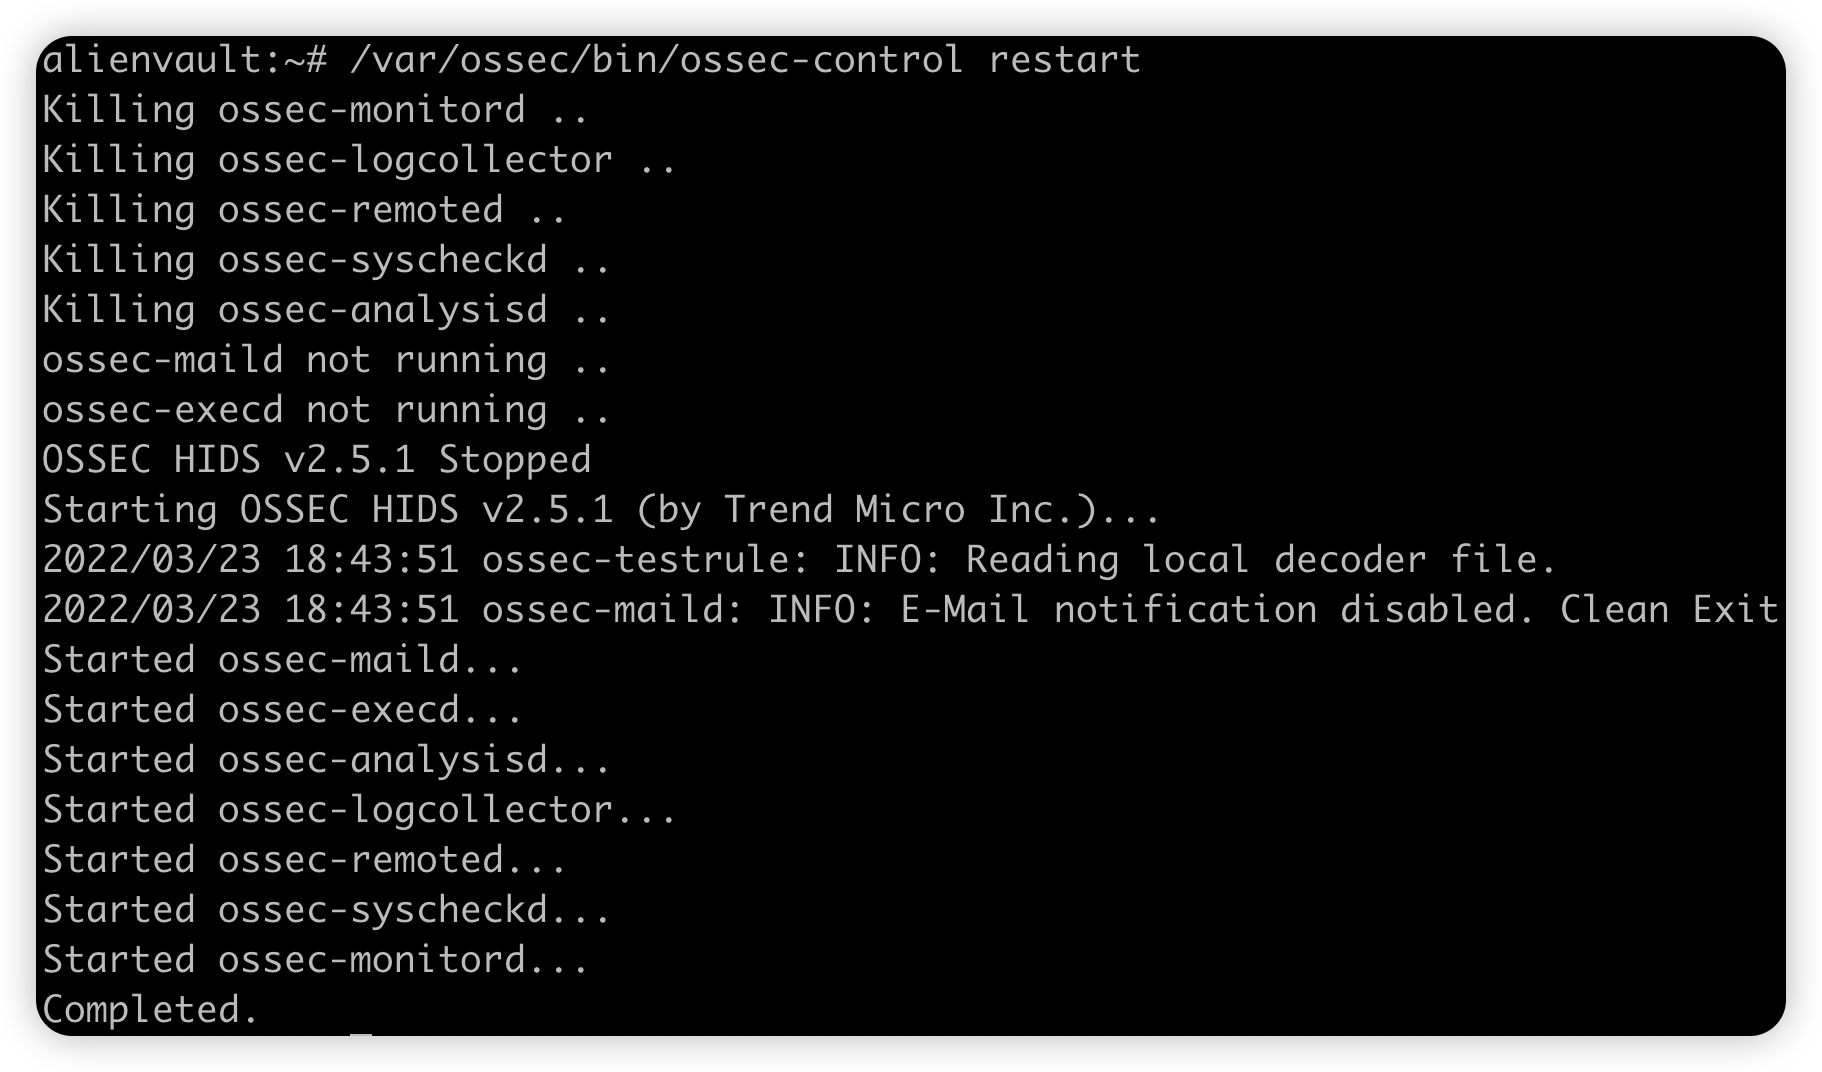 alienvault:~# /var/ossec/bin/ossec-control restart
Killing ossec-monitord ..
Killing ossec-logcollector ..
Killing ossec-remoted ..
Killing ossec-syscheckd ..
Killing ossec-analysisd ..
ossec-maild not running ..
ossec-execd not running ..
OSSEC HIDS v2.5.1 Stopped
Starting OSSEC HIDS v2.5.1 (by Trend Micro Inc.)...
2022/03/23 18:43:51 ossec-testrule: INFO: Reading local decoder file.
2022/03/23 18:43:51 ossec-maild: INFO: E-Mail notification disabled. Clean Exit
Started ossec-maild...
Started ossec-execd...
Started ossec-analysisd...
Started ossec-logcollector...
Started ossec-remoted...
Started ossec-syscheckd...
Started ossec-monitord...
Completed.